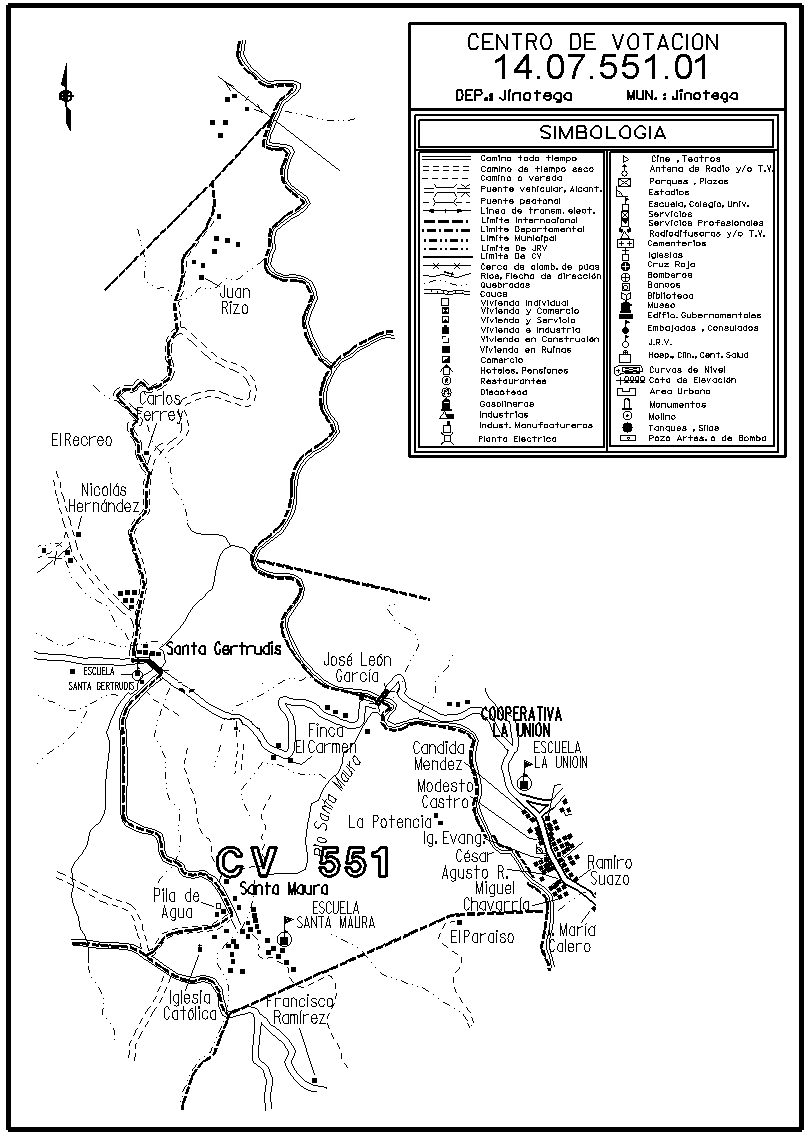 CENTRO DE VOTACION
14.07.551.01
DEP.: Jinotega MUN. : Jinotega
SIMBOLOGIA
Camino todo tiempo
Camino de tiempo seco
Camino o vereda
Puente vehicular, Alcant.
Puente peatonal
Linea de transm. elect.
Limite Internacional
Limite Departamental
Limite Municipal
Limite De JRV
Limite De CV
Cerca de alamb. de púas
Rios, Flecha de dirección
Quebradas
Cauce
Vivienda Individual
Vivienda y Comercio
Vivienda y Servicio
Vivienda e Industria
Vivienda en Construción
Vivienda en Ruinas
Comercio
Hoteles. Pensiones
Restaurantes
Discoteca
Gasolineras
Industrias
Indust. Manufactureras
Planta Electrica
Cine , Teatros
Antena de Radio y/o T.V.
Parques , Plazas
Estadios
Escuela, Colegio, Univ.
Servicios
Servicios Profesionales
Radiodifusoras y/o T.V.
Cementerios
Iglesias
Cruz Roja
Bomberos
Bancos
Biblioteca
Museo
Edific. Gubernamentales
Embajadas , Consulados
J.R.V.
Hosp., Clin., Cent. Salud
Curvas de Nivel
Cota de Elevación
Area Urbana
Monumentos
Molino
Tanques , Silos
Pozo Artes. o de Bomba
Juan
Rizo
Carlos
Ferrey
El Recreo
Nicolás
Hernández
Santa Gertrudis
ESCUELA
SANTA GERTRUDIS
José León
García
Finca
El Carmen
Rio Santa Maura
COOPERATIVA
LA UNIÓN
ESCUELA
LA UNIOIN
Candida
Mendez
Modesto
Castro
La Potencia
Ig. Evang.
César
Agusto R.
Miguel
Chavarría
Ramíro
Suazo
María
Calero
CV 551
Santa Maura
Pila de
Agua
ESCUELA
SANTA MAURA
El Paraiso
Iglesia
Católica
Francisco
Ramírez